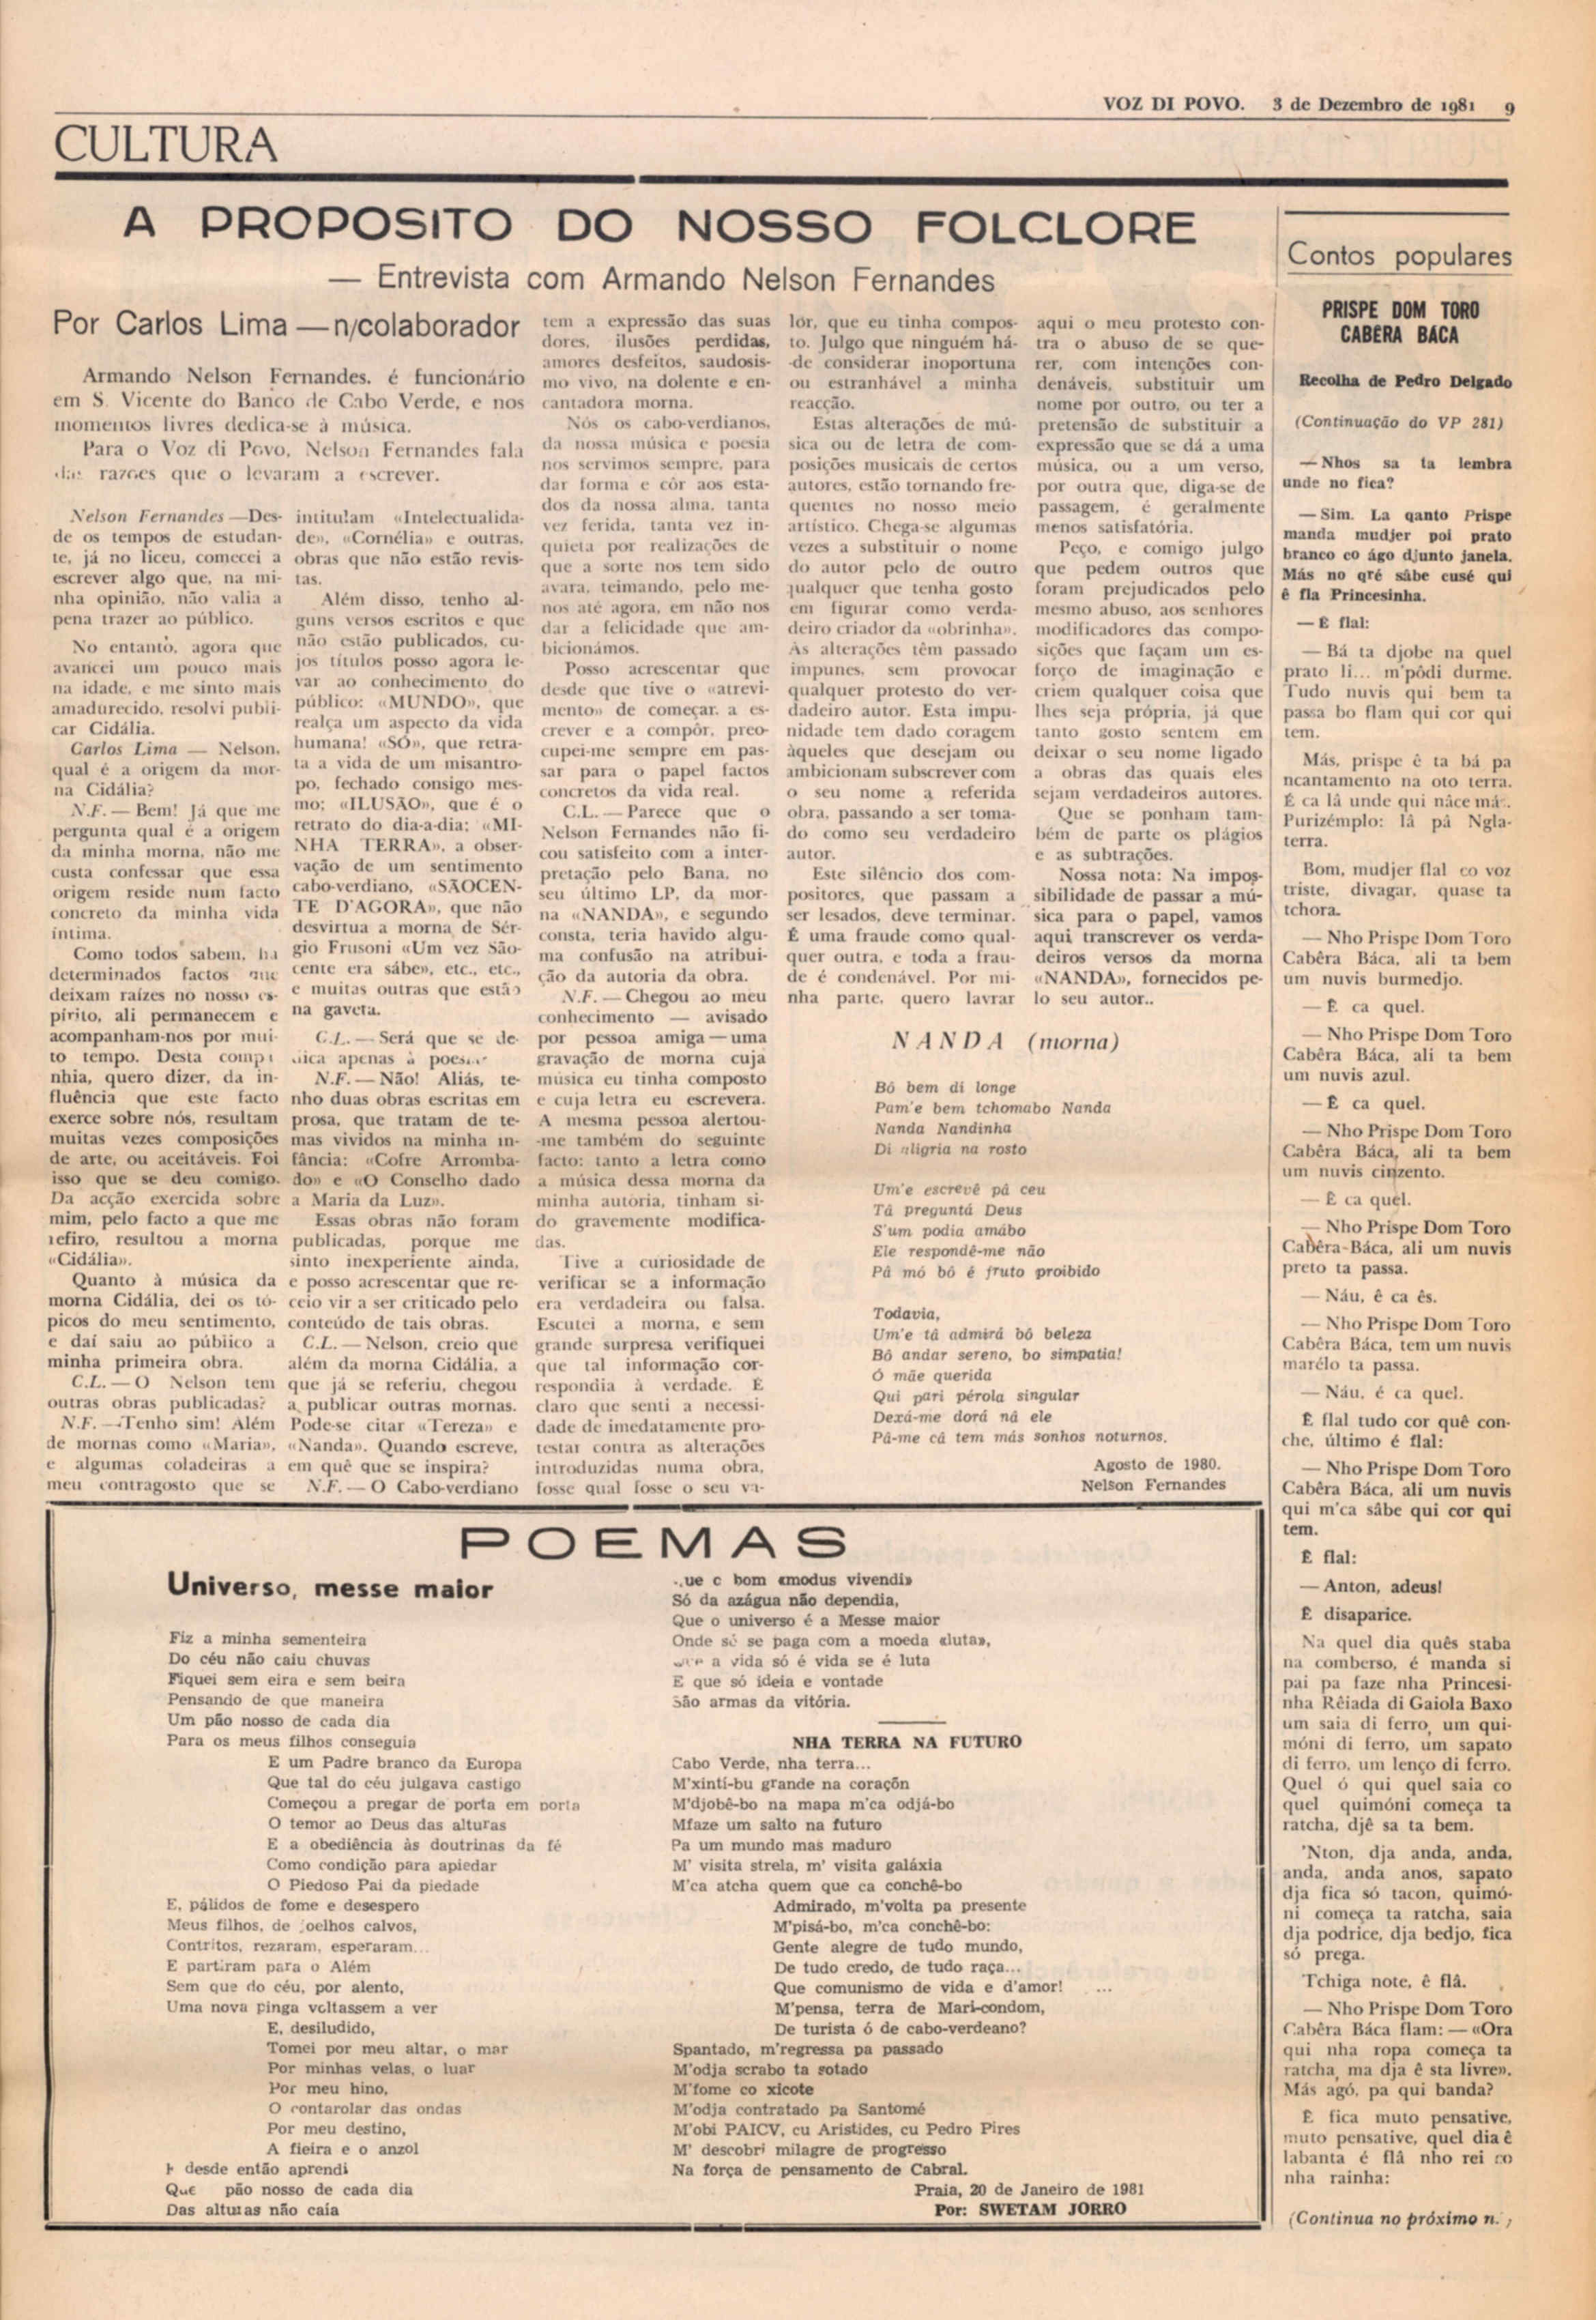 VOZ DI POVO. 3 de Dezembro de 1981 9
CULTURA
A PROPOSITO DO NOSSO FOLCLORE
— Entrevista com Armando Nelson Fernandes
Por Carlos Lima — n/colaborador
Armando Nelson Fernandes. é funcionário
em S. Vicente do Banco de Cabo Verde, e nos
momentos livres dedica-se à música.
Para o Voz di Povo, Nelson Fernandes fala
das razões que o levaram a escrever.
Nelson Fernandes —Des-
de os tempos de estudan-
te, já no liceu, comecei a
escrever algo que, na mi-
nha opinião, não valia a
pena trazer ao público.
No entanto, agora que
avancei um pouco mais
na idade, e me sinto mais
amadurecido, resolvi publi-
car Cidália.
Carlos Lima — Nelson,
qual é a origem da mor-
na Cidália?
N.F. — Bem! Já que me
pergunta qual é a origem
da minha morna, não me
custa confessar que essa
origem reside num facto
concreto da minha vida
íntima.
Como todos sabem, ha
determinados factos que
deixam raízes no nosso es-
pírito, ali permanecem e
acompanham-nos por mui-
to tempo. Desta compa
nhia, quero dizer, da in-
fluência que este facto
exerce sobre nós, resultam
muitas vezes composições
de arte, ou aceitáveis. Foi
isso que se deu comigo.
Da acção exercida sobre
mim, pelo facto a que me
refiro, resultou a morna
«Cidália».
Quanto à música da
morna Cidália, dei os tó-
picos do meu sentimento,
e daí saiu ao público a
minha primeira obra.
C.L. — O Nelson tem
outras obras publicadas?
N.F. —Tenho sim! Além
de mornas como «Maria»,
e algumas coladeiras a
meu contragosto que se
intitulam «Intelectualida-
de», «Cornélia» e outras,
obras que não estão revis-
tas.
Além disso, tenho al-
guns versos escritos e que
não estão publicados, cu-
jos títulos posso agora le-
var ao conhecimento do
público: «MUNDO», que
realça um aspecto da vida
humana! «SÓ», que retra-
ta a vida de um misantro-
po, fechado consigo mes-
mo; «ILUSÃO», que é o
retrato do dia-a-dia; «MI-
NHA TERRA», a obser-
vação de um sentimento
cabo-verdiano, «SÃOCEN-
TE D'AGORA», que não
desvirtua a morna de Sér-
gio Frusoni «Um vez São-
cente era sábe», etc., etc.,
e muitas outras que estão
na gaveta.
C.L. — Será que se de-
dica apenas à poesia?
N.F. — Não! Aliás, te-
nho duas obras escritas em
prosa, que tratam de te-
mas vividos na minha in-
fância: «Cofre Arromba-
do» e «O Conselho dado
a Maria da Luz».
Essas obras não foram
publicadas, porque me
sinto inexperiente ainda,
e posso acrescentar que re-
ceio vir a ser criticado pelo
conteúdo de tais obras.
C.L. — Nelson, creio que
além da morna Cidália, a
que já se referiu, chegou
a publicar outras mornas.
Pode-se citar «Tereza» e
«Nanda». Quando escreve,
em quê que se inspira?
N.F. — O Cabo-verdiano
tem a expressão das suas
dores, ilusões perdidas,
amores desfeitos, saudosis-
mo vivo, na dolente e en-
cantadora morna.
Nós os cabo-verdianos,
da nossa música e poesia
nos servimos sempre, para
dar forma e côr aos esta-
dos da nossa alma, tanta
vez ferida, tanta vez in-
quieta por realizações de
que a sorte nos tem sido
avara, teimando, pelo me-
nos até agora, em não nos
dar a felicidade que am-
bicionámos.
Posso acrescentar que
desde que tive o «atrevi-
mento» de começar. a es-
crever e a compôr, preo-
cupei-me sempre em pas-
sar para o papel factos
concretos da vida real.
C.L. — Parece que o
Nelson Fernandes não fi-
cou satisfeito com a inter-
pretação pelo Bana, no
seu último LP, da mor-
na «NANDA», e segundo
consta, teria havido algu-
ma confusão na atribui-
ção da autoria da obra.
N.F. — Chegou ao meu
conhecimento — avisado
por pessoa amiga — uma
gravação de morna cuja
música eu tinha composto
e cuja letra eu escrevera.
A mesma pessoa alertou-
-me também do seguinte
facto: tanto a letra como
a música dessa morna da
minha autoria, tinham si-
do gravemente modifica-
das.
Tive a curiosidade de
verificar se a informação
era verdadeira ou falsa.
Escutei a morna, e sem
grande surpresa verifiquei
que tal informação cor-
respondia à verdade. É
claro que senti a necessi-
dade de imedatamente pro-
testar contra as alterações
introduzidas numa obra,
fosse qual fosse o seu va-
lor, que eu tinha compos-
to. Julgo que ninguém há-
-de considerar inoportuna
ou estranhável a minha
reacção.
Estas alterações de mú-
sica ou de letra de com-
posições musicais de certos
autores, estão tornando fre-
quentes no nosso meio
artístico. Chega-se algumas
vezes a substituir o nome
do autor pelo de outro
qualquer que tenha gosto
em figurar como verda-
deiro criador da «obrinha».
As alterações têm passado
impunes, sem provocar
qualquer protesto do ver-
dadeiro autor. Esta impu-
nidade tem dado coragem
àqueles que desejam ou
ambicionam subscrever com
o seu nome a referida
obra, passando a ser toma-
do como seu verdadeiro
autor.
Este silêncio dos com-
positores, que passam a
ser lesados, deve terminar.
É uma fraude como qual-
quer outra, e toda a frau-
de é condenável. Por mi-
nha parte, quero lavrar
aqui o meu protesto con-
tra o abuso de se que-
rer, com intenções con-
denáveis, substituir um
nome por outro, ou ter a
pretensão de substituir a
expressão que se dá a uma
música, ou a um verso,
por outra que, diga-se de
passagem, é geralmente
menos satisfatória.
Peço, e comigo julgo
que pedem outros que
foram prejudicados pelo
mesmo abuso, aos senhores
modificadores das compo-
sições que façam um es-
forço de imaginação e
criem qualquer coisa que
lhes seja própria, já que
tanto gosto sentem em
deixar o seu nome ligado
a obras das quais eles
sejam verdadeiros autores.
Que se ponham tam-
bém de parte os plágios
e as subtrações.
Nossa nota: Na impos-
sibilidade de passar a mú-
sica para o papel, vamos
aqui transcrever os verda-
deiros versos da morna
«NANDA», fornecidos pe-
lo seu autor..
NANDA (morna)
Bô bem di longe
Pam'e bem tchomabo Nanda
Nanda Nandinha
Di aligria na rosto
Um'e escrevê pâ ceu
Tâ preguntá Deus
S'um podia amábo
Ele respondê-me não
Pâ mó bô é fruto proibido
Todavia,
Um'e tâ admirá bô beleza
Bô andar sereno, bo simpatia!
Ó mãe querida
Qui pari pérola singular
Dexá-me dorá nâ ele
Pâ-me câ tem más sonhos noturnos.
Agosto de 1980.
Nelson Fernandes
POEMAS
Universo, messe maior
Fiz a minha sementeira
Do céu não caiu chuvas
Fiquei sem eira e sem beira
Pensando de que maneira
Um pão nosso de cada dia
Para os meus filhos conseguia
E um Padre branco da Europa
Que tal do céu julgava castigo
Começou a pregar de porta em porta
O temor ao Deus das alturas
E a obediência às doutrinas da fé
Como condição para apiedar
O Piedoso Pai da piedade
E, pálidos de fome e desespero
Meus filhos, de joelhos calvos,
Contritos, rezaram, esperaram...
E partiram para o Além
Sem que do céu, por alento,
Uma nova pinga voltassem a ver
E, desiludido,
Tomei por meu altar, o mar
Por minhas velas, o luar
Por meu hino,
O contarolar das ondas
Por meu destino,
A fieira e o anzol
E desde então aprendi
Que pão nosso de cada dia
Das alturas não caía
que o bom «modus vivendi»
Só da azágua não dependia,
Que o universo é a Messe maior
Onde só se paga com a moeda «luta»,
a vida só é vida se é luta
E que só ideia e vontade
São armas da vitória.
NHA TERRA NA FUTURO
Cabo Verde, nha terra...
M'xinti-bu grande na coraçõn
M'djobê-bo na mapa m'ca odjá-bo
Mfaze um salto na futuro
Pa um mundo mas maduro
M' visita strela, m' visita galáxia
M'ca atcha quem que ca conchê-bo
Admirado, m'volta pa presente
M'pisá-bo, m'ca conchê-bo:
Gente alegre de tudo mundo,
De tudo credo, de tudo raça...
Que comunismo de vida e d'amor! ...
M'pensa, terra de Mari-condom,
De turista ó de cabo-verdeano?
Spantado, m'regressa pa passado
M'odja scrabo ta sotado
M'fome co xicote
M'odja contratado pa Santomé
M'obi PAICV, cu Aristides, cu Pedro Pires
M' descobri milagre de progresso
Na força de pensamento de Cabral.
Praia, 20 de Janeiro de 1981
Por: SWETAM JORRO
Contos populares
PRISPE DOM TORO
CABÊRA BÁCA
Recolha de Pedro Delgado
(Continuação do VP 281)
—Nhos sa ta lembra
unde no fica?
—Sim. La qanto Prispe
manda mudjer poi prato
branco co ágo djunto janela.
Más no qré sâbe cusé qui
ê fla Princesinha.
—Ê flal:
—Bá ta djobe na quel
prato li... m'pôdi durme.
Tudo nuvis qui bem ta
passa bo flam qui cor qui
tem.
Más, prispe ê ta bá pa
ncantamento na oto terra.
É ca lâ unde qui nâce má..
Purizémplo: lâ pâ Ngla-
terra.
Bom, mudjer flal co voz
triste, divagar, quase ta
tchora.
— Nho Prispe Dom Toro
Cabêra Báca, ali ta bem
um nuvis burmedjo.
—Ê ca quel.
— Nho Prispe Dom Toro
Cabêra Báca, ali ta bem
um nuvis azul.
—Ê ca quel.
— Nho Prispe Dom Toro
Cabêra Báca, ali ta bem
um nuvis cinzento.
— Ê ca quel.
— Nho Prispe Dom Toro
Cabêra-Báca, ali um nuvis
preto ta passa.
— Náu, ê ca ês.
— Nho Prispe Dom Toro
Cabêra Báca, tem um nuvis
marélo ta passa.
— Náu, é ca quel.
Ê flal tudo cor quê con-
che, último é flal:
— Nho Prispe Dom Toro
Cabêra Báca, ali um nuvis
qui m'ca sâbe qui cor qui
tem.
Ê flal:
— Anton, adeus!
Ê disaparice.
Na quel dia quês staba
na comberso, é manda si
pai pa faze nha Princesi-
nha Rêiada di Gaiola Baxo
um saia di ferro, um qui-
móni di ferro, um sapato
di ferro, um lenço di ferro.
Quel ó qui quel saia co
quel quimóni começa ta
ratcha, djê sa ta bem.
'Nton, dja anda, anda,
anda, anda anos, sapato
dja fica só tacon, quimó-
ni começa ta ratcha, saia
dja podrice, dja bedjo, fica
só prega.
Tchiga note, ê flâ.
— Nho Prispe Dom Toro
Cabêra Báca flam: — «Ora
qui nha ropa começa ta
ratcha, ma dja ê sta livre».
Más agó, pa qui banda?
Ê fica muto pensative,
muto pensative, quel dia ê
labanta é flâ nho rei co
nha rainha:
(Continua no próximo n.